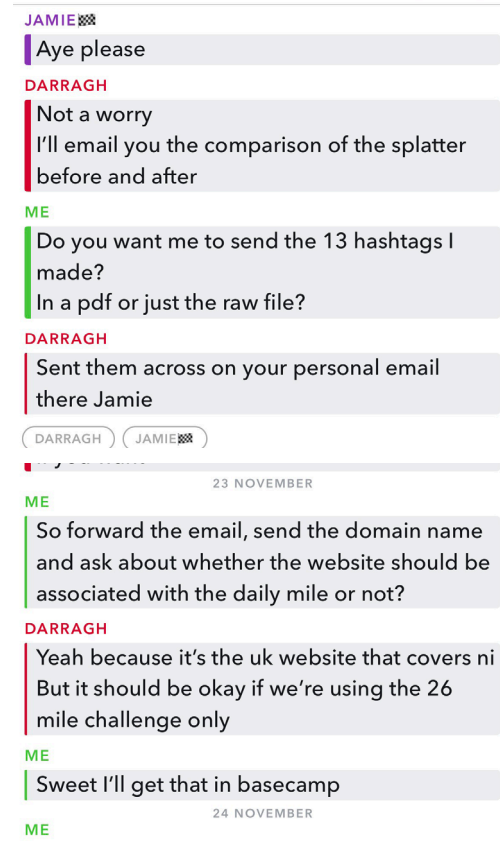 JAMIE🏁
Aye please
DARRAGH
Not a worry
I'll email you the comparison of the splatter
before and after
ME
Do you want me to send the 13 hashtags I
made?
In a pdf or just the raw file?
DARRAGH
Sent them across on your personal email
there Jamie
DARRAGH JAMIE🏁
23 NOVEMBER
ME
So forward the email, send the domain name
and ask about whether the website should be
associated with the daily mile or not?
DARRAGH
Yeah because it's the uk website that covers ni
But it should be okay if we're using the 26
mile challenge only
ME
Sweet I'll get that in basecamp
24 NOVEMBER
ME